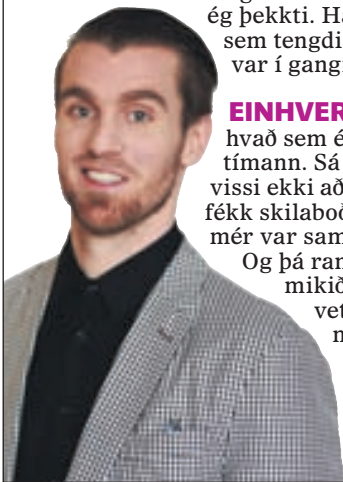 ég þekkti. Ha
sem tengdi
var í gangi
EINHVER
hvað sem é
tímann. Sá
vissi ekki að
fékk skilaboð
mér var sam
Og þá ran
mikið
vet
n